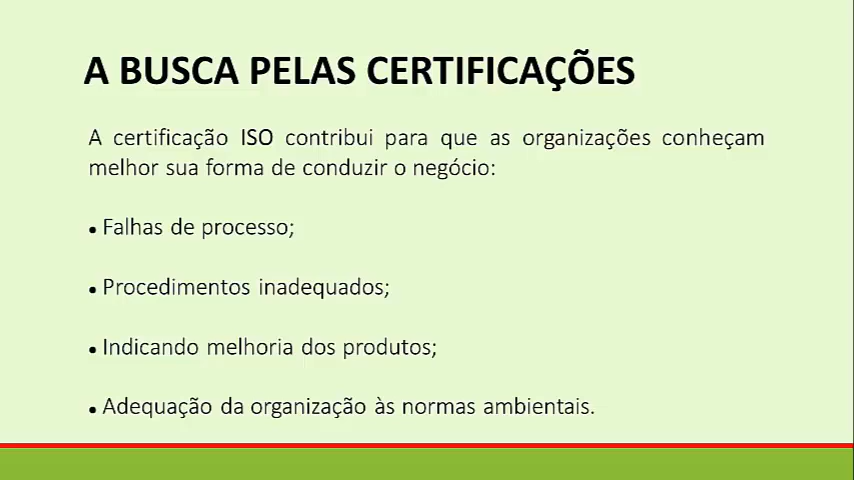 A BUSCA PELAS CERTIFICAÇÕES
A certificação ISO contribui para que as organizações conheçam
melhor sua forma de conduzir o negócio:
• Falhas de processo;
• Procedimentos inadequados;
• Indicando melhoria dos produtos;
• Adequação da organização às normas ambientais.